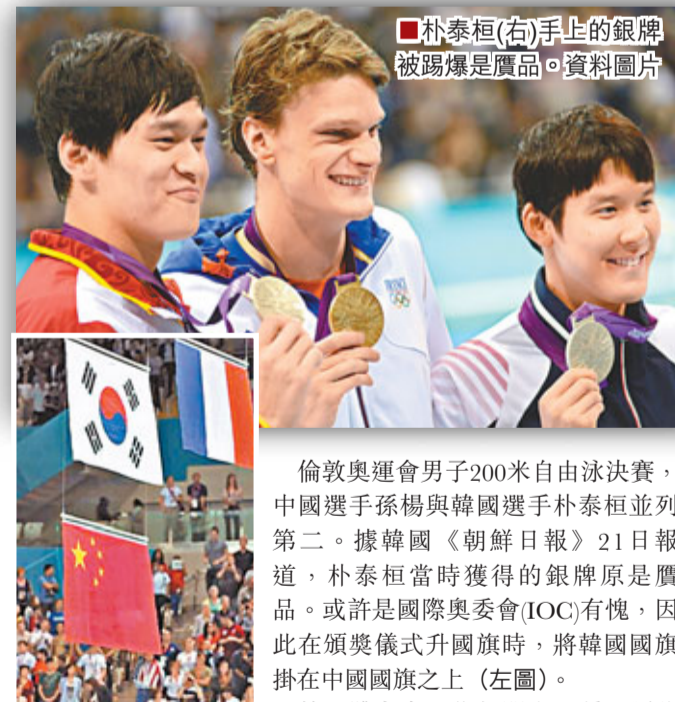 ■朴泰桓(右)手上的銀牌
被踢爆是贗品。資料圖片
倫敦奧運會男子200米自由泳決賽，
中國選手孫楊與韓國選手朴泰桓並列
第二。據韓國《朝鮮日報》21日報
道，朴泰桓當時獲得的銀牌原是贗
品。或許是國際奧委會(IOC)有愧，因
此在頒獎儀式升國旗時，將韓國國旗
掛在中國國旗之上（左圖）。